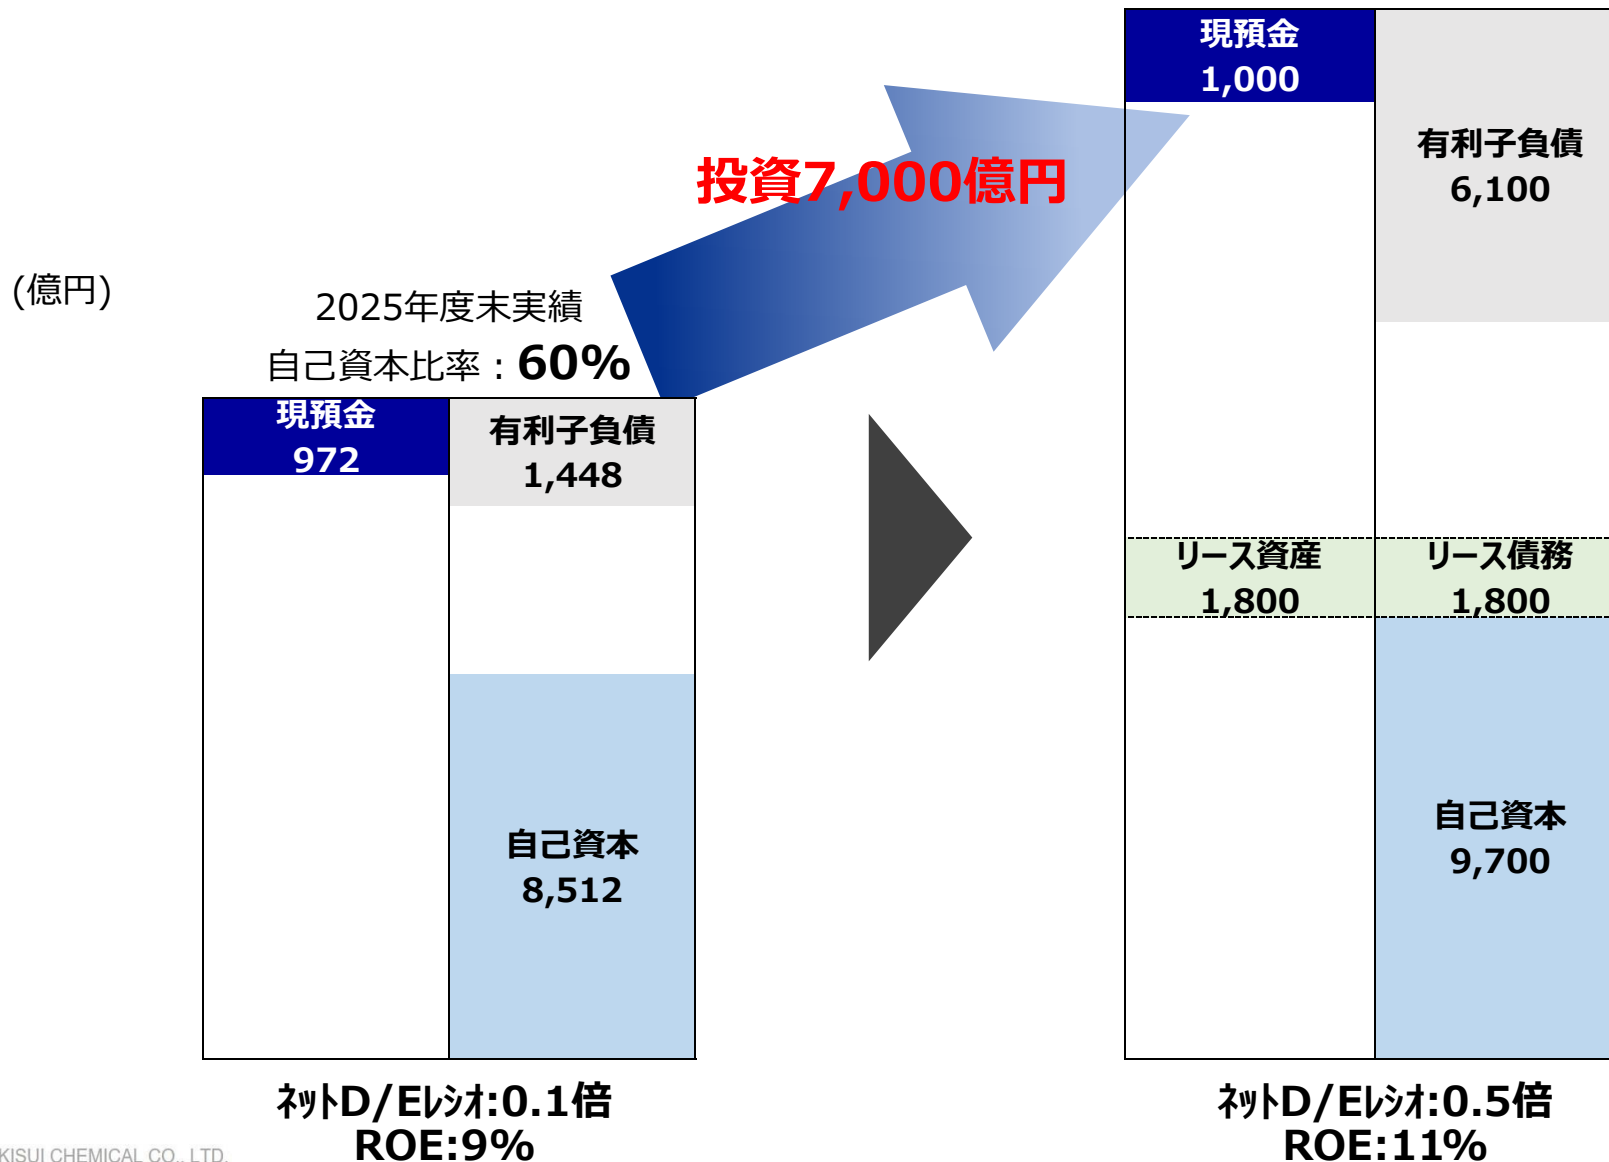 (億円)
2025年度末実績
自己資本比率：60%
現預金
972
有利子負債
1,448
自己資本
8,512
ﾈｯﾄD/Eﾚｼｵ:0.1倍
ROE:9%
投資7,000億円
現預金
1,000
有利子負債
6,100
リース資産
1,800
リース債務
1,800
自己資本
9,700
ﾈｯﾄD/Eﾚｼｵ:0.5倍
ROE:11%
KISUI CHEMICAL CO., LTD.